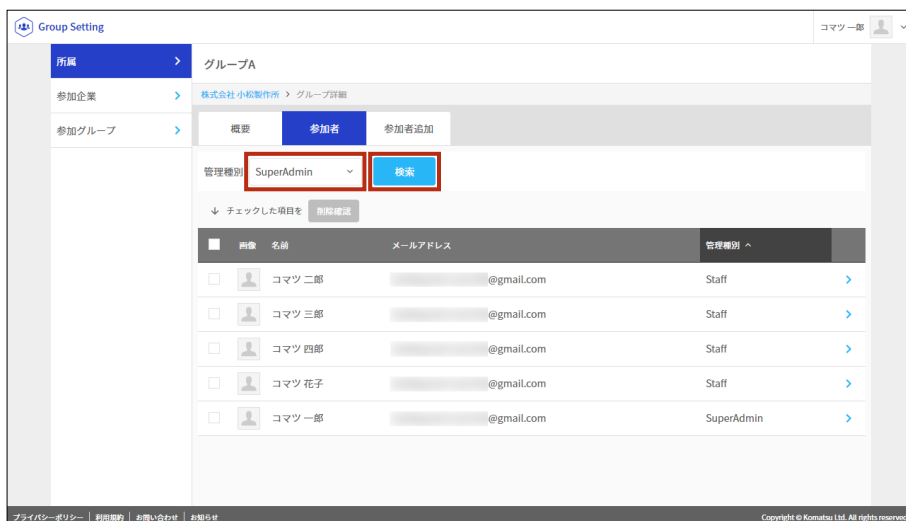 Group Setting
コマツ 一郎
所属
参加企業
参加グループ
グループA
株式会社 小松製作所 > グループ詳細
概要 参加者 参加者追加
管理種別 SuperAdmin 検索
↓ チェックした項目を 削除確認
画像 名前 メールアドレス 管理種別
コマツ 二郎 @gmail.com Staff
コマツ 三郎 @gmail.com Staff
コマツ 四郎 @gmail.com Staff
コマツ 花子 @gmail.com Staff
コマツ 一郎 @gmail.com SuperAdmin
プライバシーポリシー | 利用規約 | お問い合わせ | お知らせ Copyright © Komatsu Ltd. All rights reserved